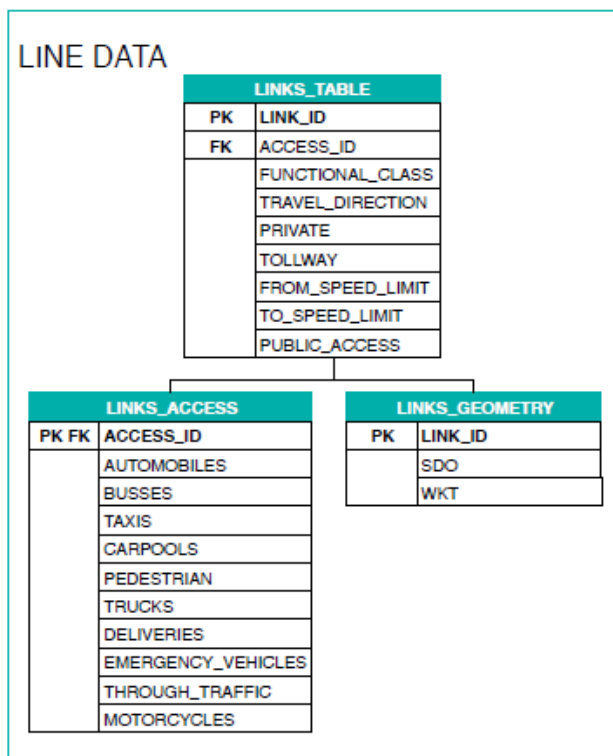 LINE DATA
LINKS_TABLE
PK LINK_ID
FK ACCESS_ID
FUNCTIONAL_CLASS
TRAVEL_DIRECTION
PRIVATE
TOLLWAY
FROM_SPEED_LIMIT
TO_SPEED_LIMIT
PUBLIC_ACCESS
LINKS_ACCESS
PK FK ACCESS_ID
AUTOMOBILES
BUSSES
TAXIS
CARPOOLS
PEDESTRIAN
TRUCKS
DELIVERIES
EMERGENCY_VEHICLES
THROUGH_TRAFFIC
MOTORCYCLES
LINKS_GEOMETRY
PK LINK_ID
SDO
WKT